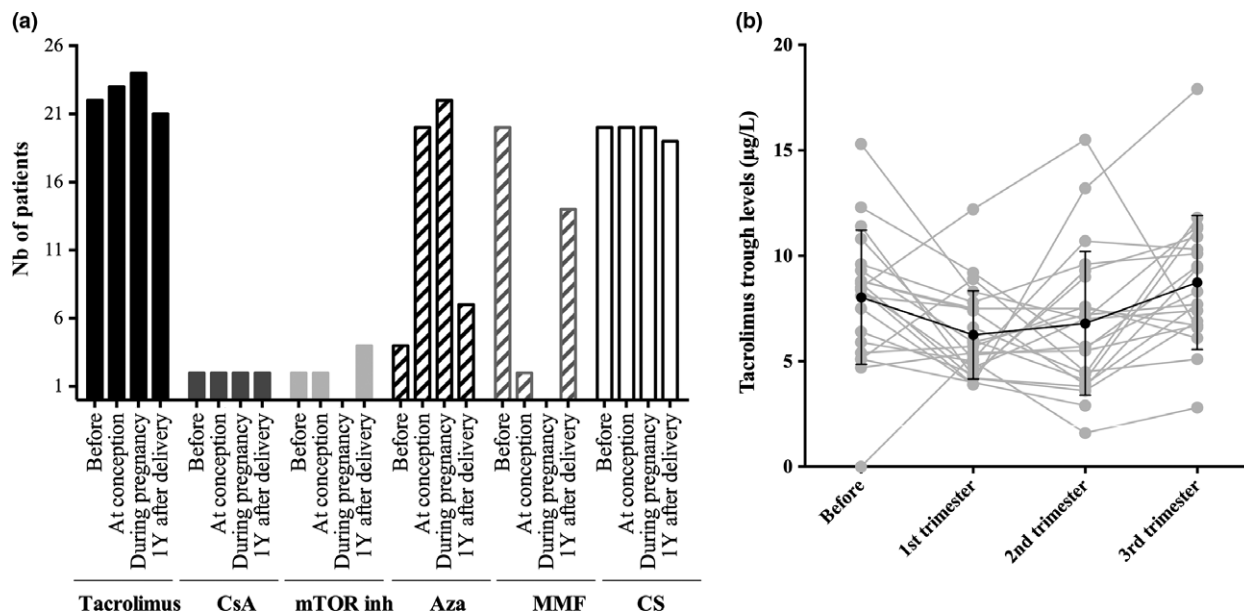 (a)
Nb of patients
26
21
16
11
6
1
Before
At conception
During pregnancy
1Y after delivery
Before
At conception
During pregnancy
1Y after delivery
Before
At conception
During pregnancy
1Y after delivery
Before
At conception
During pregnancy
1Y after delivery
Before
At conception
During pregnancy
1Y after delivery
Before
At conception
During pregnancy
1Y after delivery
Tacrolimus
CsA
mTOR inh
Aza
MMF
CS
(b)
Tacrolimus trough levels (µg/L)
20
15
10
5
0
Before
1st trimester
2nd trimester
3rd trimester